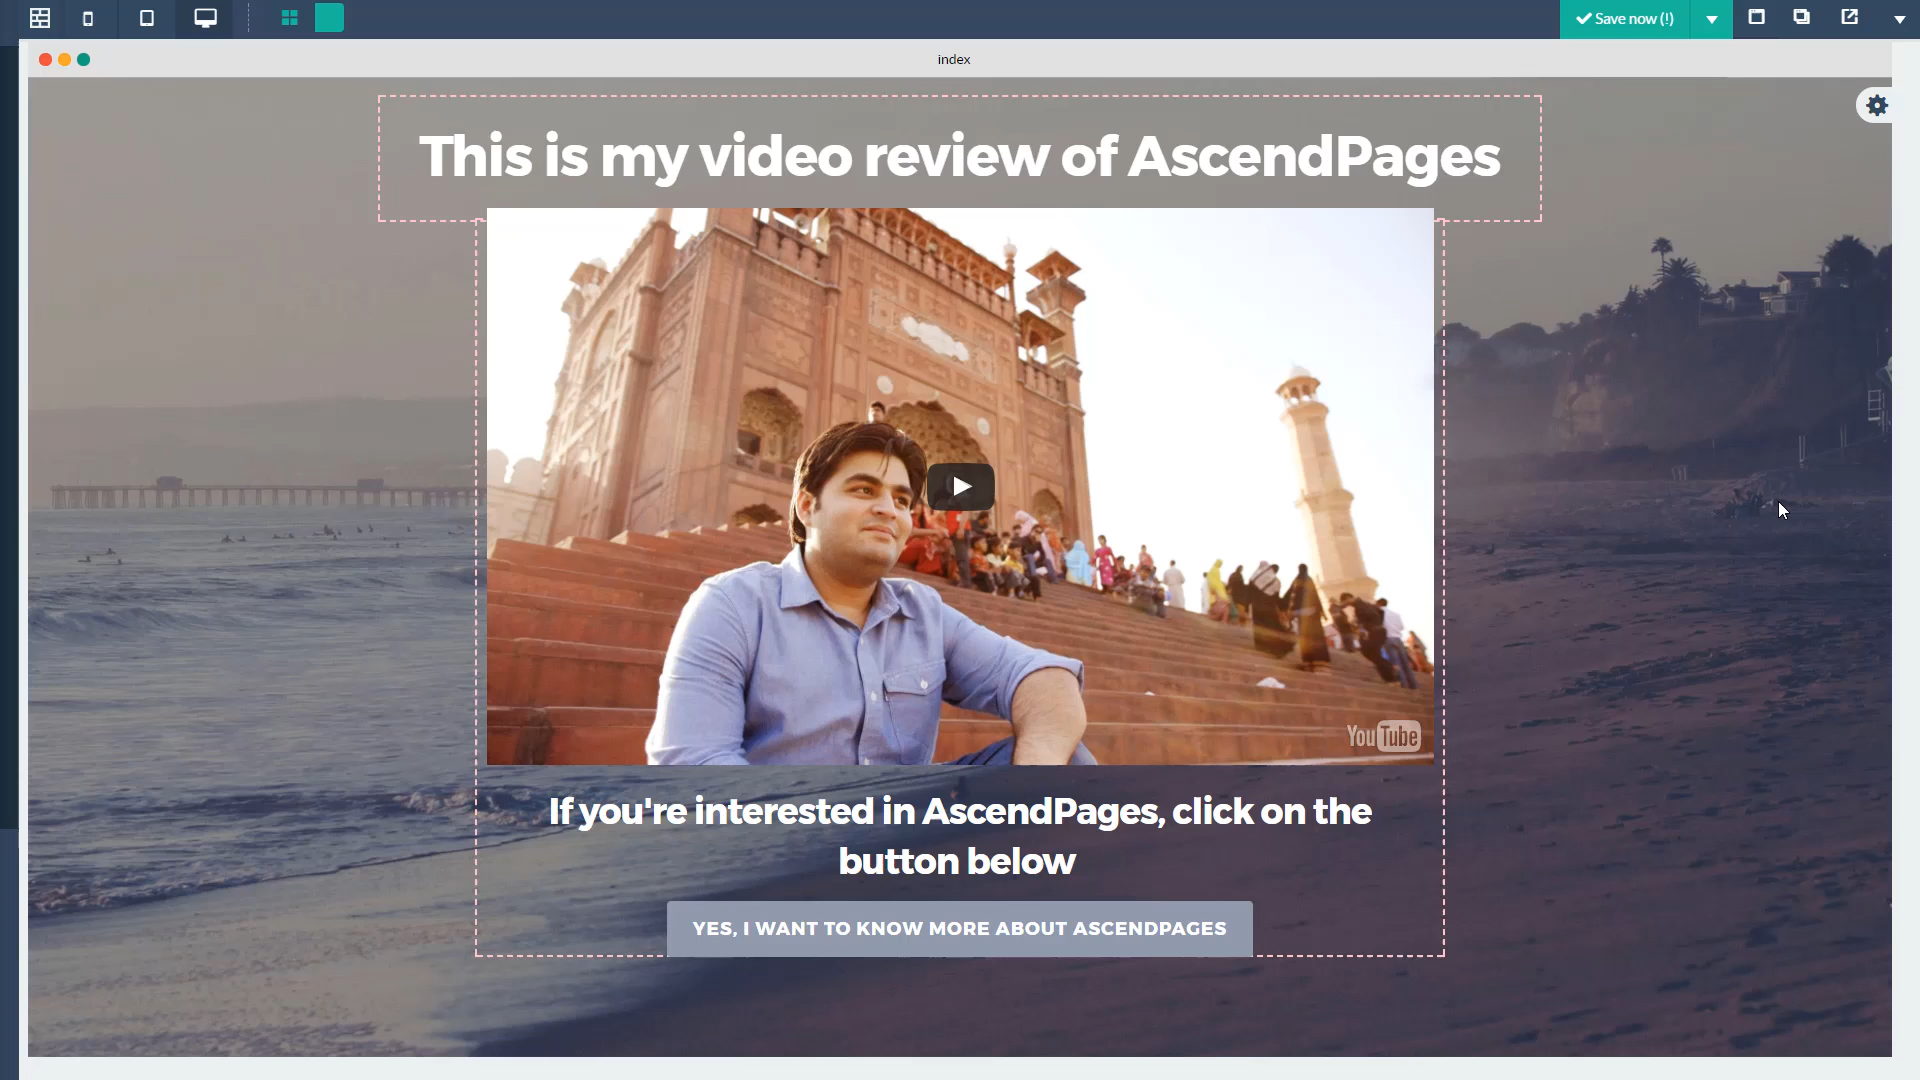 Save now (!)
index
This is my video review of AscendPages
YouTube
If you're interested in AscendPages, click on the
button below
YES, I WANT TO KNOW MORE ABOUT ASCENDPAGES